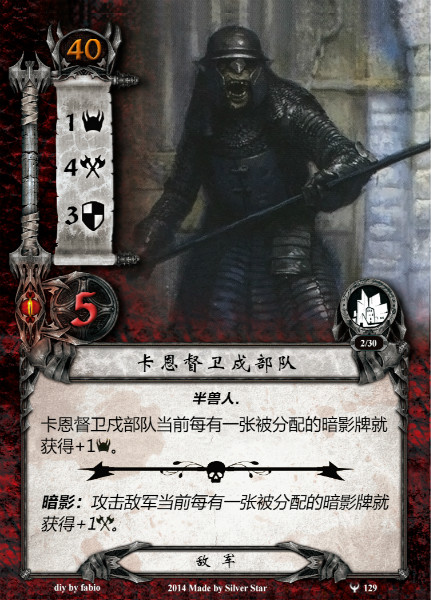 40
1
4
3
5
2/30
卡恩督卫戍部队
半兽人.
卡恩督卫戍部队当前每有一张被分配的暗影牌就
获得+1。
暗影：攻击敌军当前每有一张被分配的暗影牌就
获得+1。
敌 军
diy by fabio 2014 Made by Silver Star 129